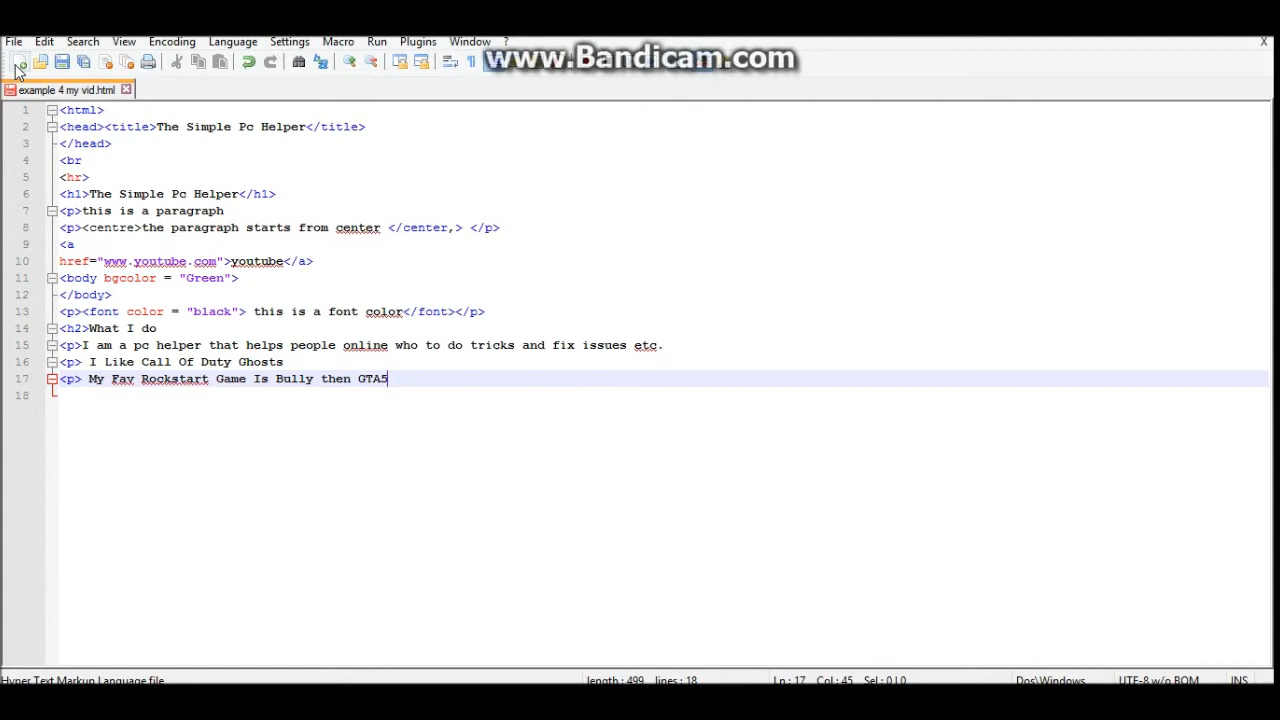 File Edit Search View Encoding Language Settings Macro Run Plugins Window ? X
www.Bandicam.com
example 4 my vid.html
1 <html>
2 <head><title>The Simple Pc Helper</title>
3 </head>
4 <br
5 <hr>
6 <h1>The Simple Pc Helper</h1>
7 <p>this is a paragraph
8 <p><centre>the paragraph starts from center </center,> </p>
9 <a
10 href="www.youtube.com">youtube</a>
11 <body bgcolor = "Green">
12 </body>
13 <p><font color = "black"> this is a font color</font></p>
14 <h2>What I do
15 <p>I am a pc helper that helps people online who to do tricks and fix issues etc.
16 <p> I Like Call Of Duty Ghosts
17 <p> My Fav Rockstart Game Is Bully then GTA5
18
Hyper Text Markup Language file length : 499 lines : 18 Ln : 17 Col : 45 Sel : 0 | 0 Dos\Windows UTF-8 w/o BOM INS